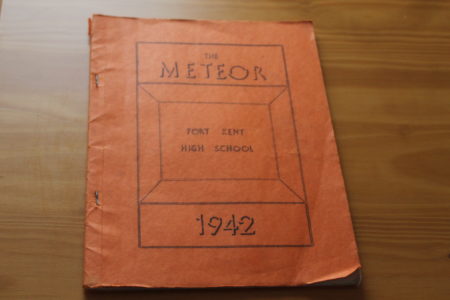 THE
METEOR
FORT KENT
HIGH SCHOOL
1942